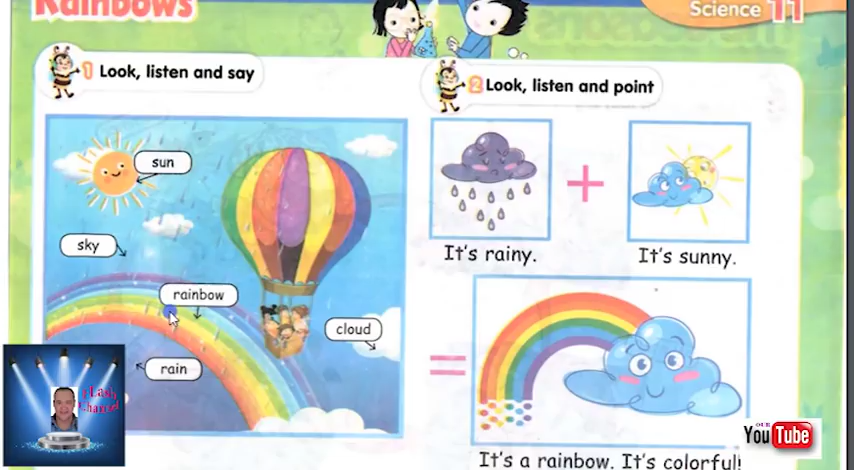 Rainbows
Science 11
1 Look, listen and say
2 Look, listen and point
sun
sky
rainbow
cloud
rain
It's rainy.
It's sunny.
It's a rainbow. It's colorful!
OUR
YouTube